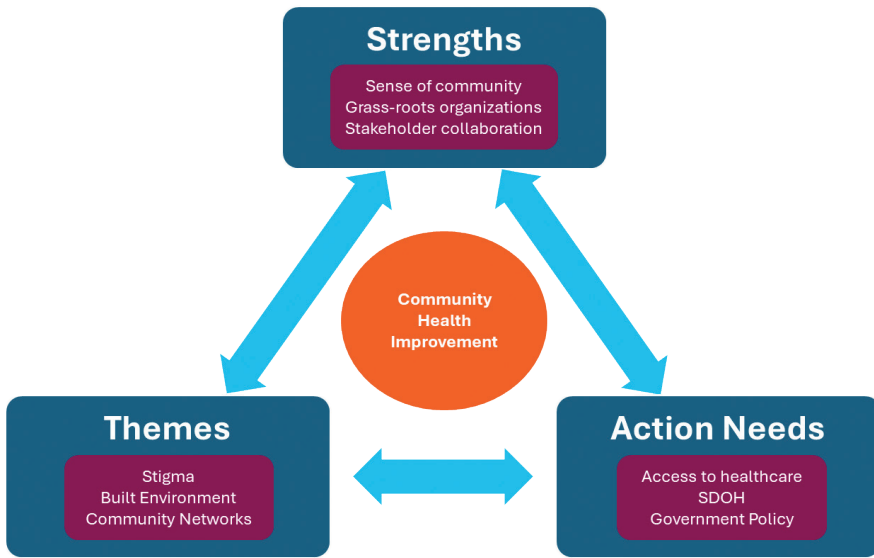 Strengths
Sense of community
Grass-roots organizations
Stakeholder collaboration
Community
Health
Improvement
Themes
Stigma
Built Environment
Community Networks
Action Needs
Access to healthcare
SDOH
Government Policy